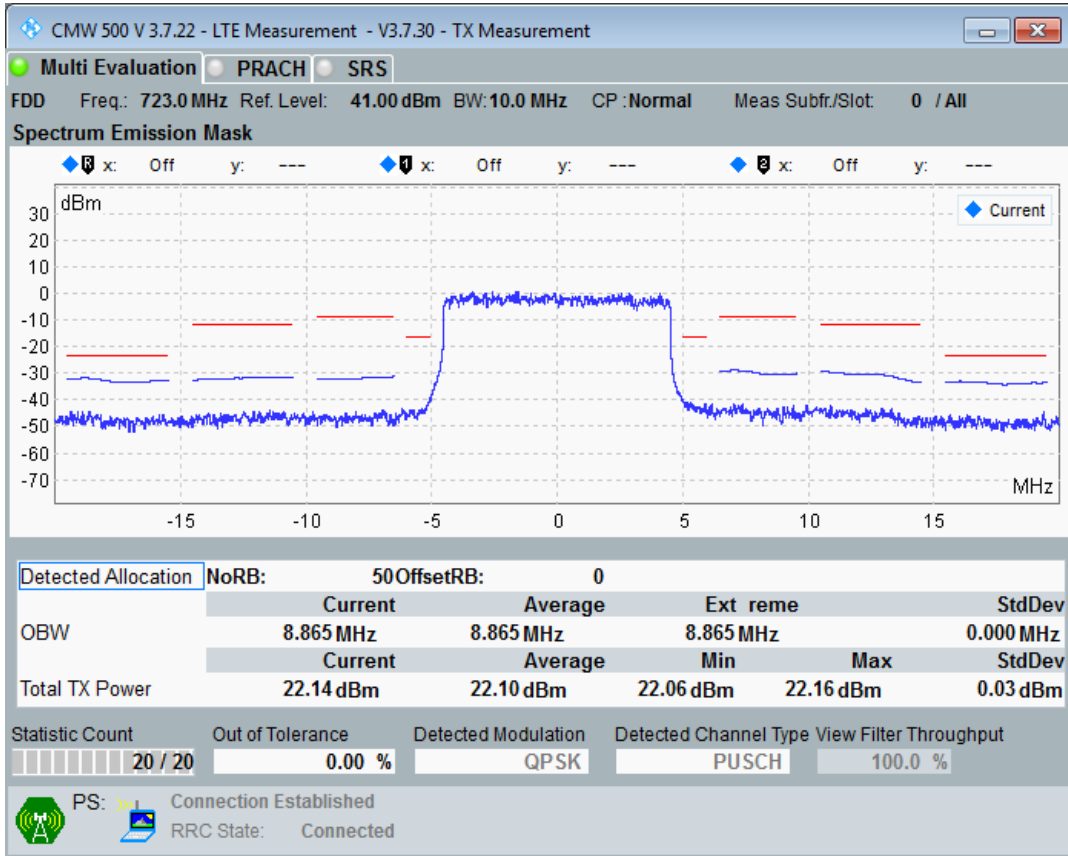 CMW 500 V 3.7.22 - LTE Measurement - V3.7.30 - TX Measurement
Multi Evaluation PRACH SRS
FDD Freq.: 723.0 MHz Ref. Level: 41.00 dBm BW: 10.0 MHz CP : Normal Meas Subfr./Slot: 0 / All
Spectrum Emission Mask
R x: Off y: --- 1 x: Off y: --- 2 x: Off y: ---
dBm
Current
30
20
10
0
-10
-20
-30
-40
-50
-60
-70
MHz
-15 -10 -5 0 5 10 15
Detected Allocation NoRB: 50 OffsetRB: 0
Current Average Ext reme StdDev
OBW 8.865 MHz 8.865 MHz 8.865 MHz 0.000 MHz
Current Average Min Max StdDev
Total TX Power 22.14 dBm 22.10 dBm 22.06 dBm 22.16 dBm 0.03 dBm
Statistic Count Out of Tolerance Detected Modulation Detected Channel Type View Filter Throughput
20 / 20 0.00 % QPSK PUSCH 100.0 %
PS: Connection Established
RRC State: Connected